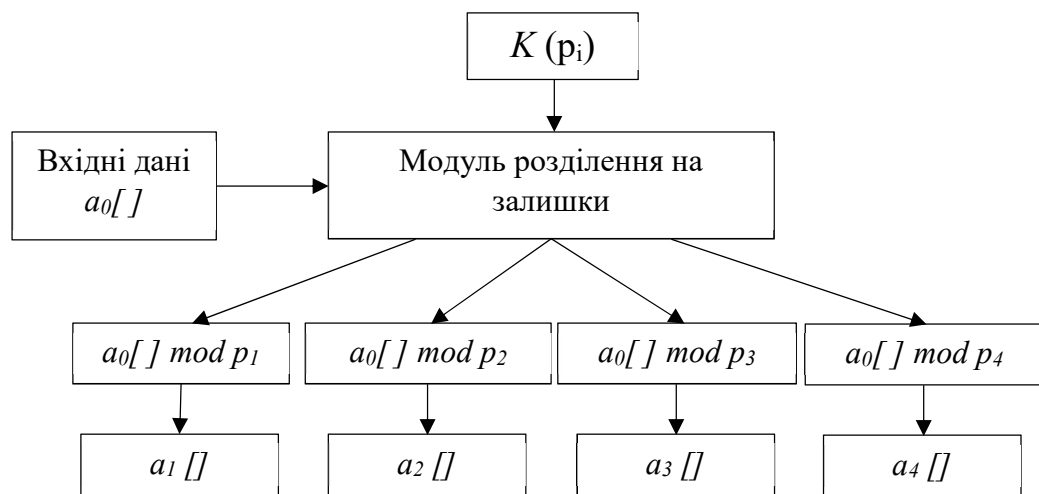 K (pᵢ)
Вхідні дані
a₀[ ]
Модуль розділення на
залишки
a₀[ ] mod p₁
a₀[ ] mod p₂
a₀[ ] mod p₃
a₀[ ] mod p₄
a₁ []
a₂ []
a₃ []
a₄ []